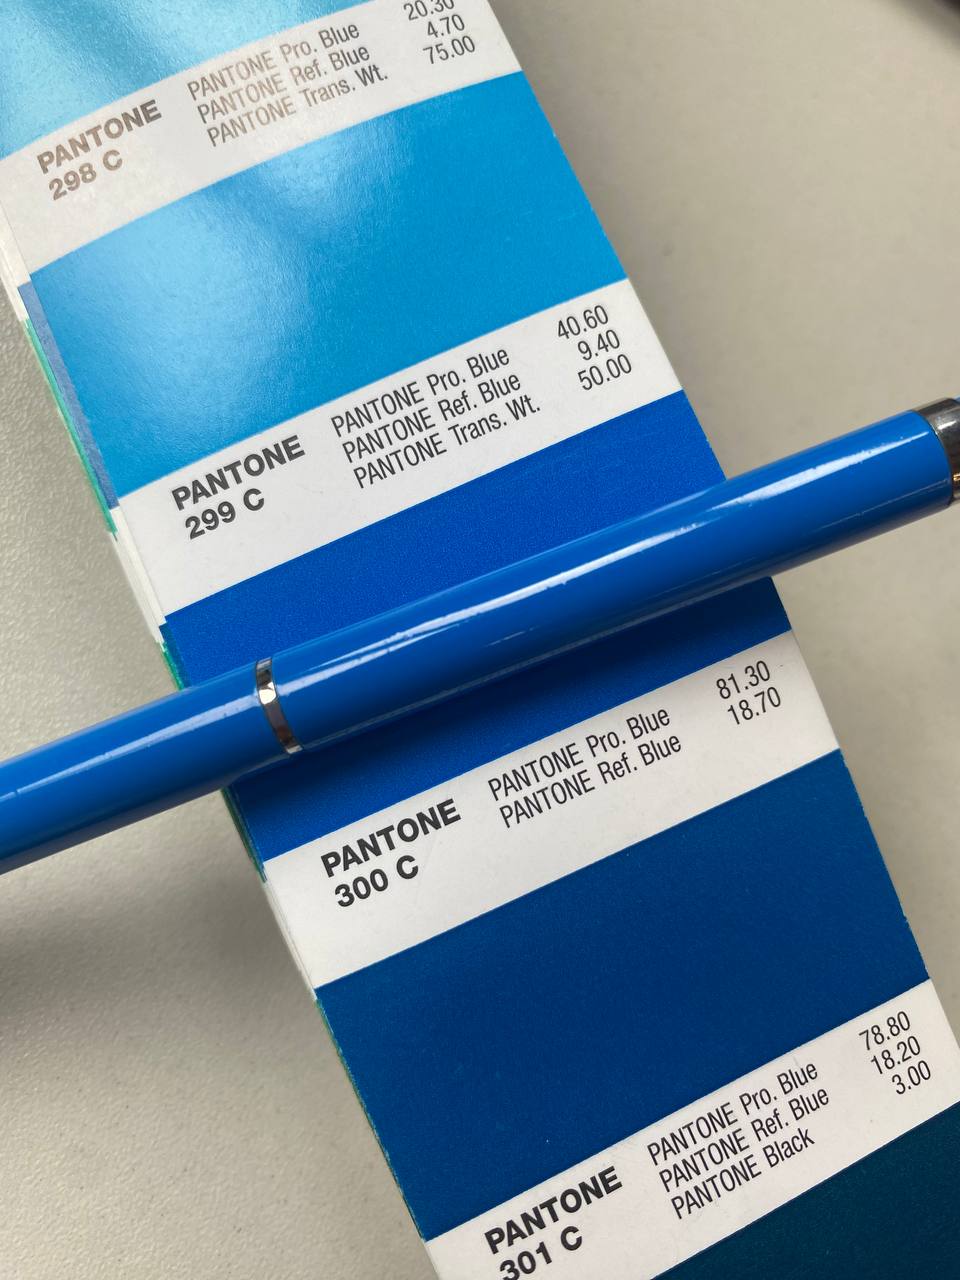 PANTONE
298 C
PANTONE Pro. Blue 20.30
PANTONE Ref. Blue 4.70
PANTONE Trans. Wt. 75.00
PANTONE
299 C
PANTONE Pro. Blue 40.60
PANTONE Ref. Blue 9.40
PANTONE Trans. Wt. 50.00
PANTONE
300 C
PANTONE Pro. Blue 81.30
PANTONE Ref. Blue 18.70
PANTONE
301 C
PANTONE Pro. Blue 78.80
PANTONE Ref. Blue 18.20
PANTONE Black 3.00